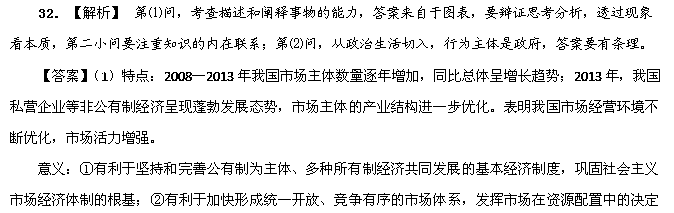 32．【解析】 第(1)问，考查描述和阐释事物的能力，答案来自于图表，要辩证思考分析，透过现象
看本质，第二小问要注重知识的内在联系；第(2)问，从政治生活切入，行为主体是政府，答案要有条理。
【答案】（1）特点：2008—2013年我国市场主体数量逐年增加，同比总体呈增长趋势；2013年，我国
私营企业等非公有制经济呈现蓬勃发展态势，市场主体的产业结构进一步优化。表明我国市场经营环境不
断优化，市场活力增强。
意义：①有利于坚持和完善公有制为主体、多种所有制经济共同发展的基本经济制度，巩固社会主义
市场经济体制的根基；②有利于加快形成统一开放、竞争有序的市场体系，发挥市场在资源配置中的决定